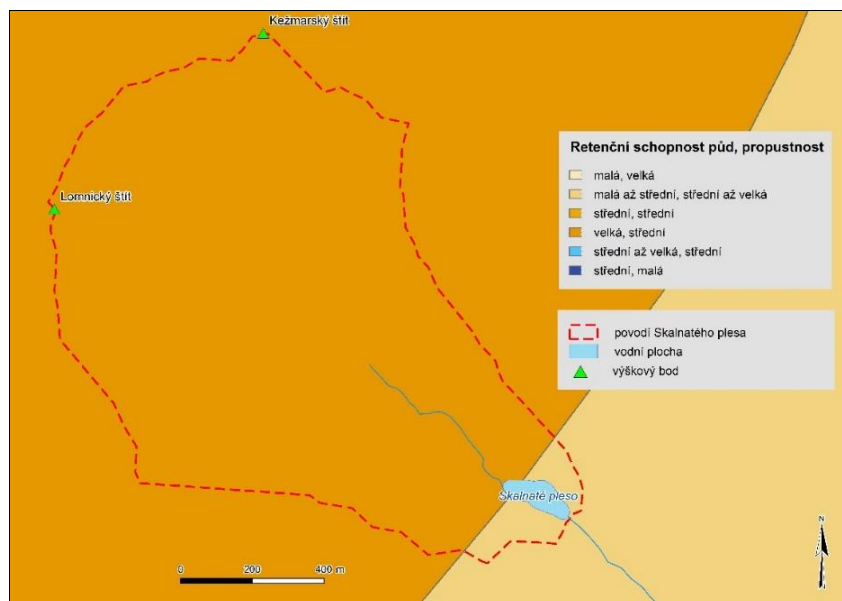 Kežmarský štít
Lomnický štít
Retenční schopnost půd, propustnost
malá, velká
malá až střední, střední až velká
střední, střední
velká, střední
střední až velká, střední
střední, malá
povodí Skalnatého plesa
vodní plocha
výškový bod
Skalnaté pleso
0 200 400 m
N